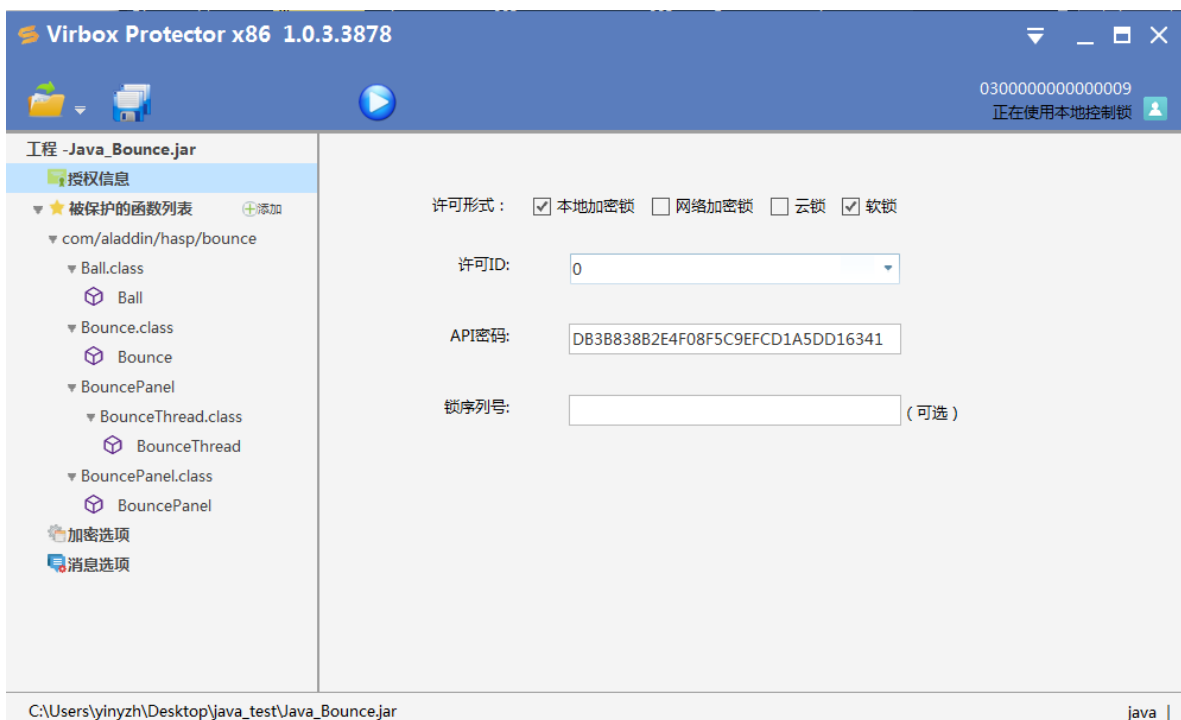 Virbox Protector x86 1.0.3.3878
0300000000000009
正在使用本地控制锁
工程 -Java_Bounce.jar
授权信息
被保护的函数列表 添加
com/aladdin/hasp/bounce
Ball.class
Ball
Bounce.class
Bounce
BouncePanel
BounceThread.class
BounceThread
BouncePanel.class
BouncePanel
加密选项
消息选项
许可形式： 本地加密锁 网络加密锁 云锁 软锁
许可ID: 0
API密码: DB3B838B2E4F08F5C9EFCD1A5DD16341
锁序列号: （可选）
C:\Users\yinyzh\Desktop\java_test\Java_Bounce.jar java |